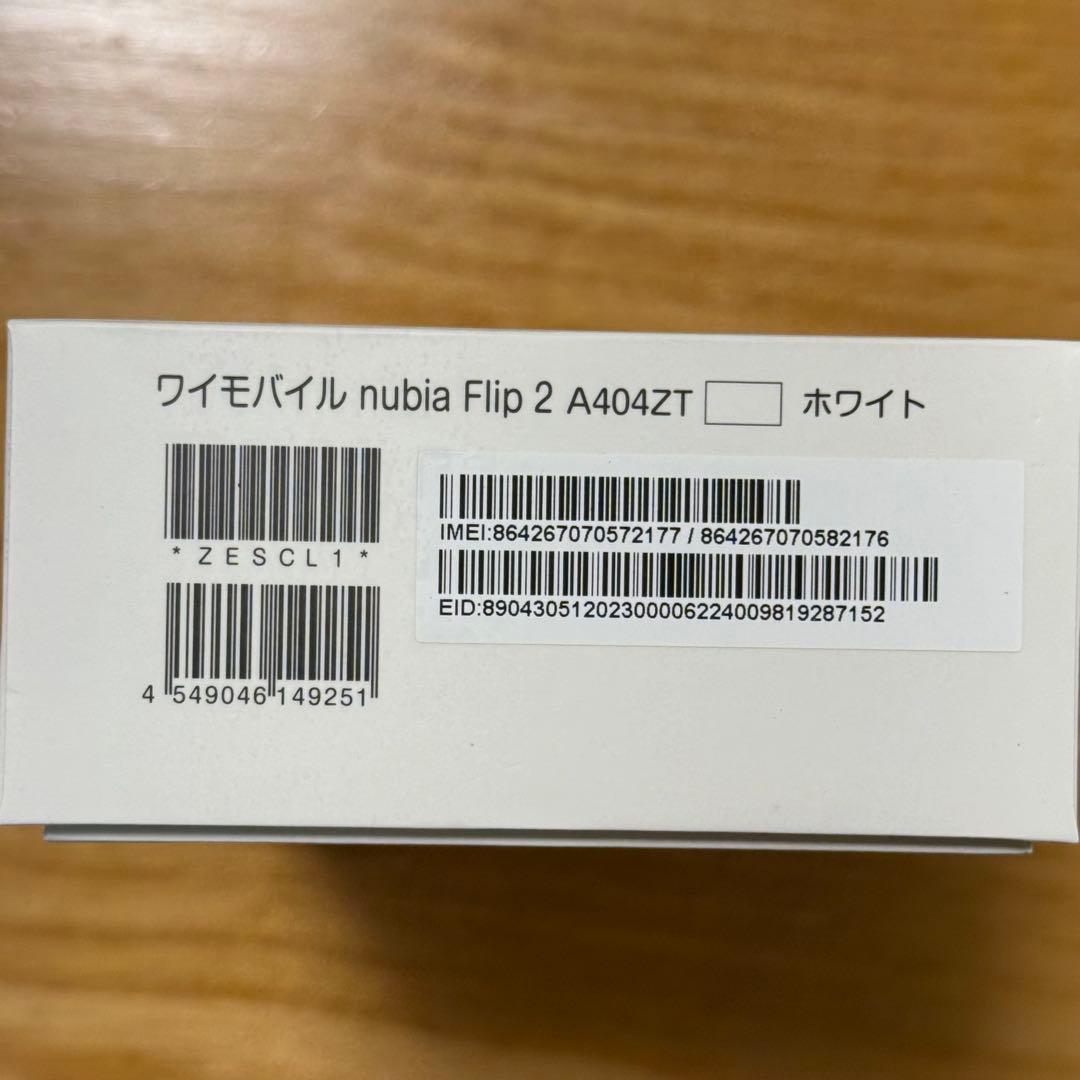 ワイモバイル nubia Flip 2 A404ZT ホワイト
*ZESCL1*
4 549046 149251
IMEI:864267070572177 / 864267070582176
EID:89043051202300006224009819287152